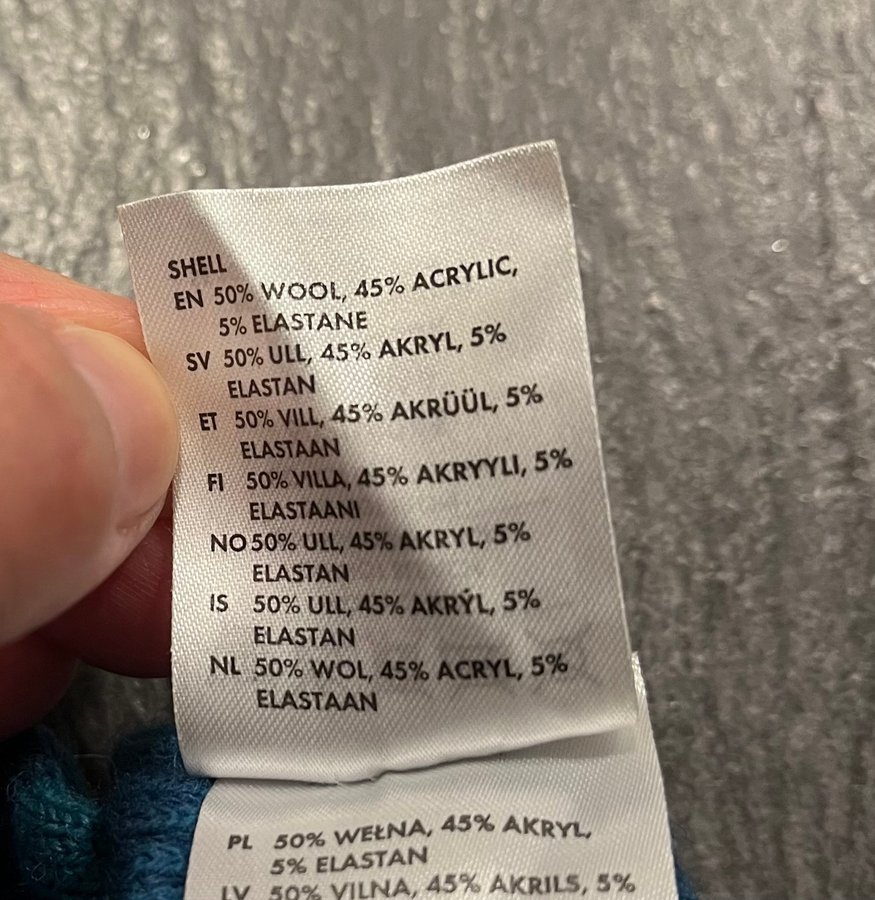 SHELL
EN 50% WOOL, 45% ACRYLIC,
5% ELASTANE
SV 50% ULL, 45% AKRYL, 5%
ELASTAN
ET 50% VILL, 45% AKRÜÜL, 5%
ELASTAAN
FI 50% VILLA, 45% AKRYYLI, 5%
ELASTAANI
NO 50% ULL, 45% AKRYL, 5%
ELASTAN
IS 50% ULL, 45% AKRÝL, 5%
ELASTAN
NL 50% WOL, 45% ACRYL, 5%
ELASTAAN
PL 50% WEŁNA, 45% AKRYL,
5% ELASTAN
LV 50% VILNA, 45% AKRILS, 5%